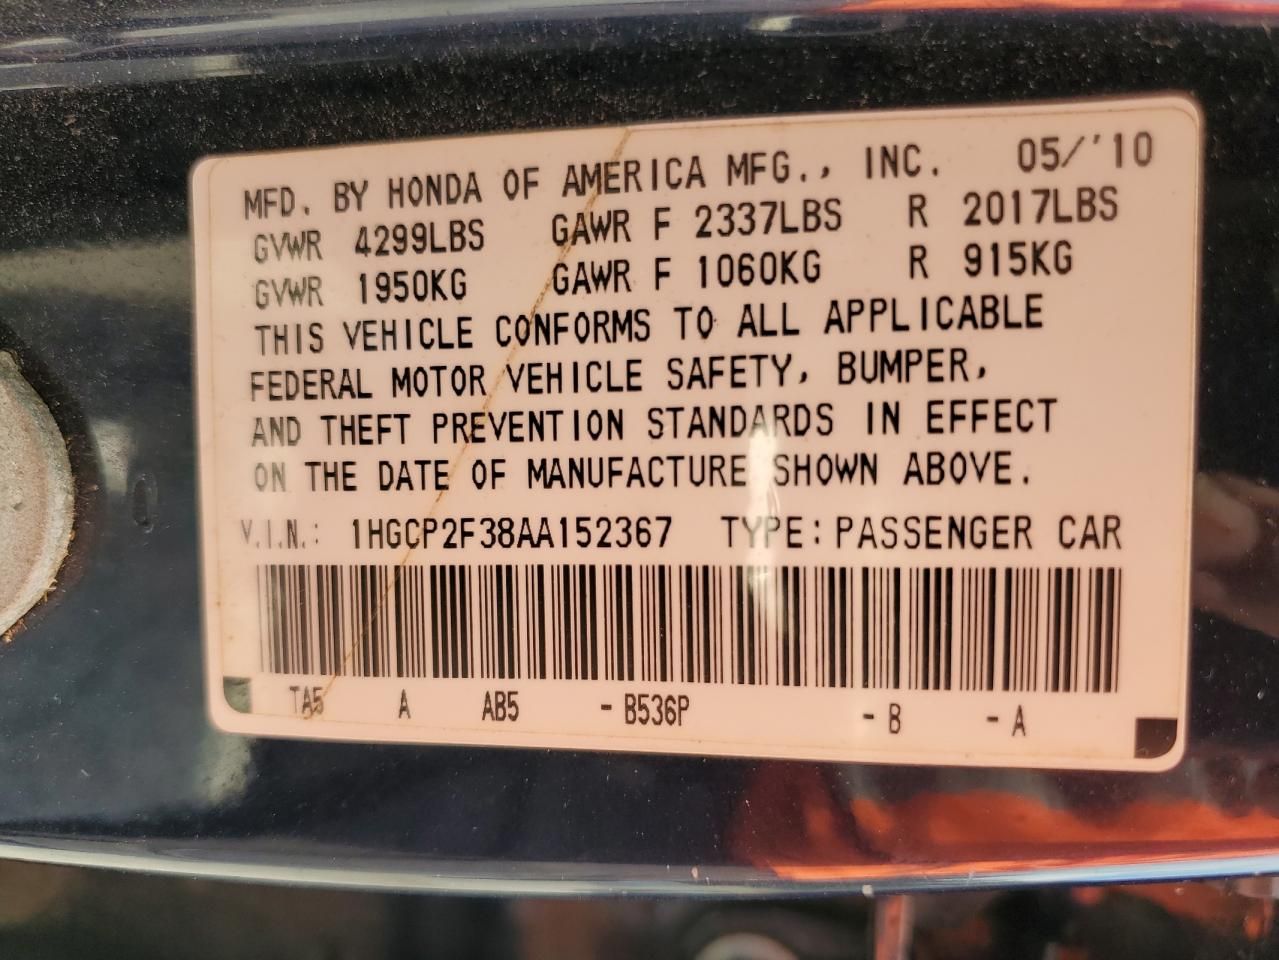 MFD. BY HONDA OF AMERICA MFG., INC. 05/'10
GVWR 4299LBS GAWR F 2337LBS R 2017LBS
GVWR 1950KG GAWR F 1060KG R 915KG
THIS VEHICLE CONFORMS TO ALL APPLICABLE
FEDERAL MOTOR VEHICLE SAFETY, BUMPER,
AND THEFT PREVENTION STANDARDS IN EFFECT
ON THE DATE OF MANUFACTURE SHOWN ABOVE.
V.I.N.: 1HGCP2F38AA152367 TYPE: PASSENGER CAR
TA5 A AB5 -B536P -B -A